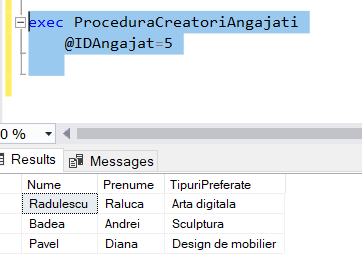 exec ProceduraCreatoriAngajati
@IDAngajat=5
0 %
Results Messages
Nume Prenume TipuriPreferate
Radulescu Raluca Arta digitala
Badea Andrei Sculptura
Pavel Diana Design de mobilier